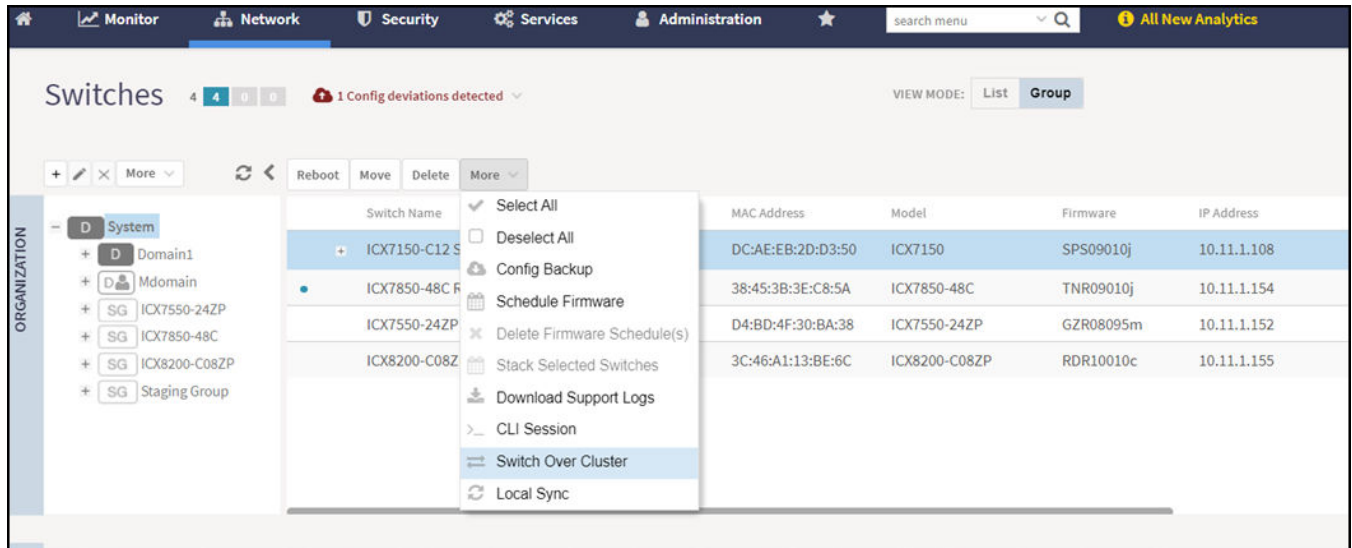 Monitor Network Security Services Administration search menu All New Analytics
Switches 4 4 0 0 1 Config deviations detected VIEW MODE: List Group
More Reboot Move Delete More
ORGANIZATION
D System
D Domain1
D Mdomain
SG ICX7550-24ZP
SG ICX7850-48C
SG ICX8200-C08ZP
SG Staging Group
Select All
Deselect All
Config Backup
Schedule Firmware
Delete Firmware Schedule(s)
Stack Selected Switches
Download Support Logs
>_ CLI Session
Switch Over Cluster
Local Sync
Switch Name MAC Address Model Firmware IP Address
ICX7150-C12 S DC:AE:EB:2D:D3:50 ICX7150 SPS09010j 10.11.1.108
ICX7850-48C R 38:45:3B:3E:C8:5A ICX7850-48C TNR09010j 10.11.1.154
ICX7550-24ZP D4:BD:4F:30:BA:38 ICX7550-24ZP GZR08095m 10.11.1.152
ICX8200-C08Z 3C:46:A1:13:BE:6C ICX8200-C08ZP RDR10010c 10.11.1.155